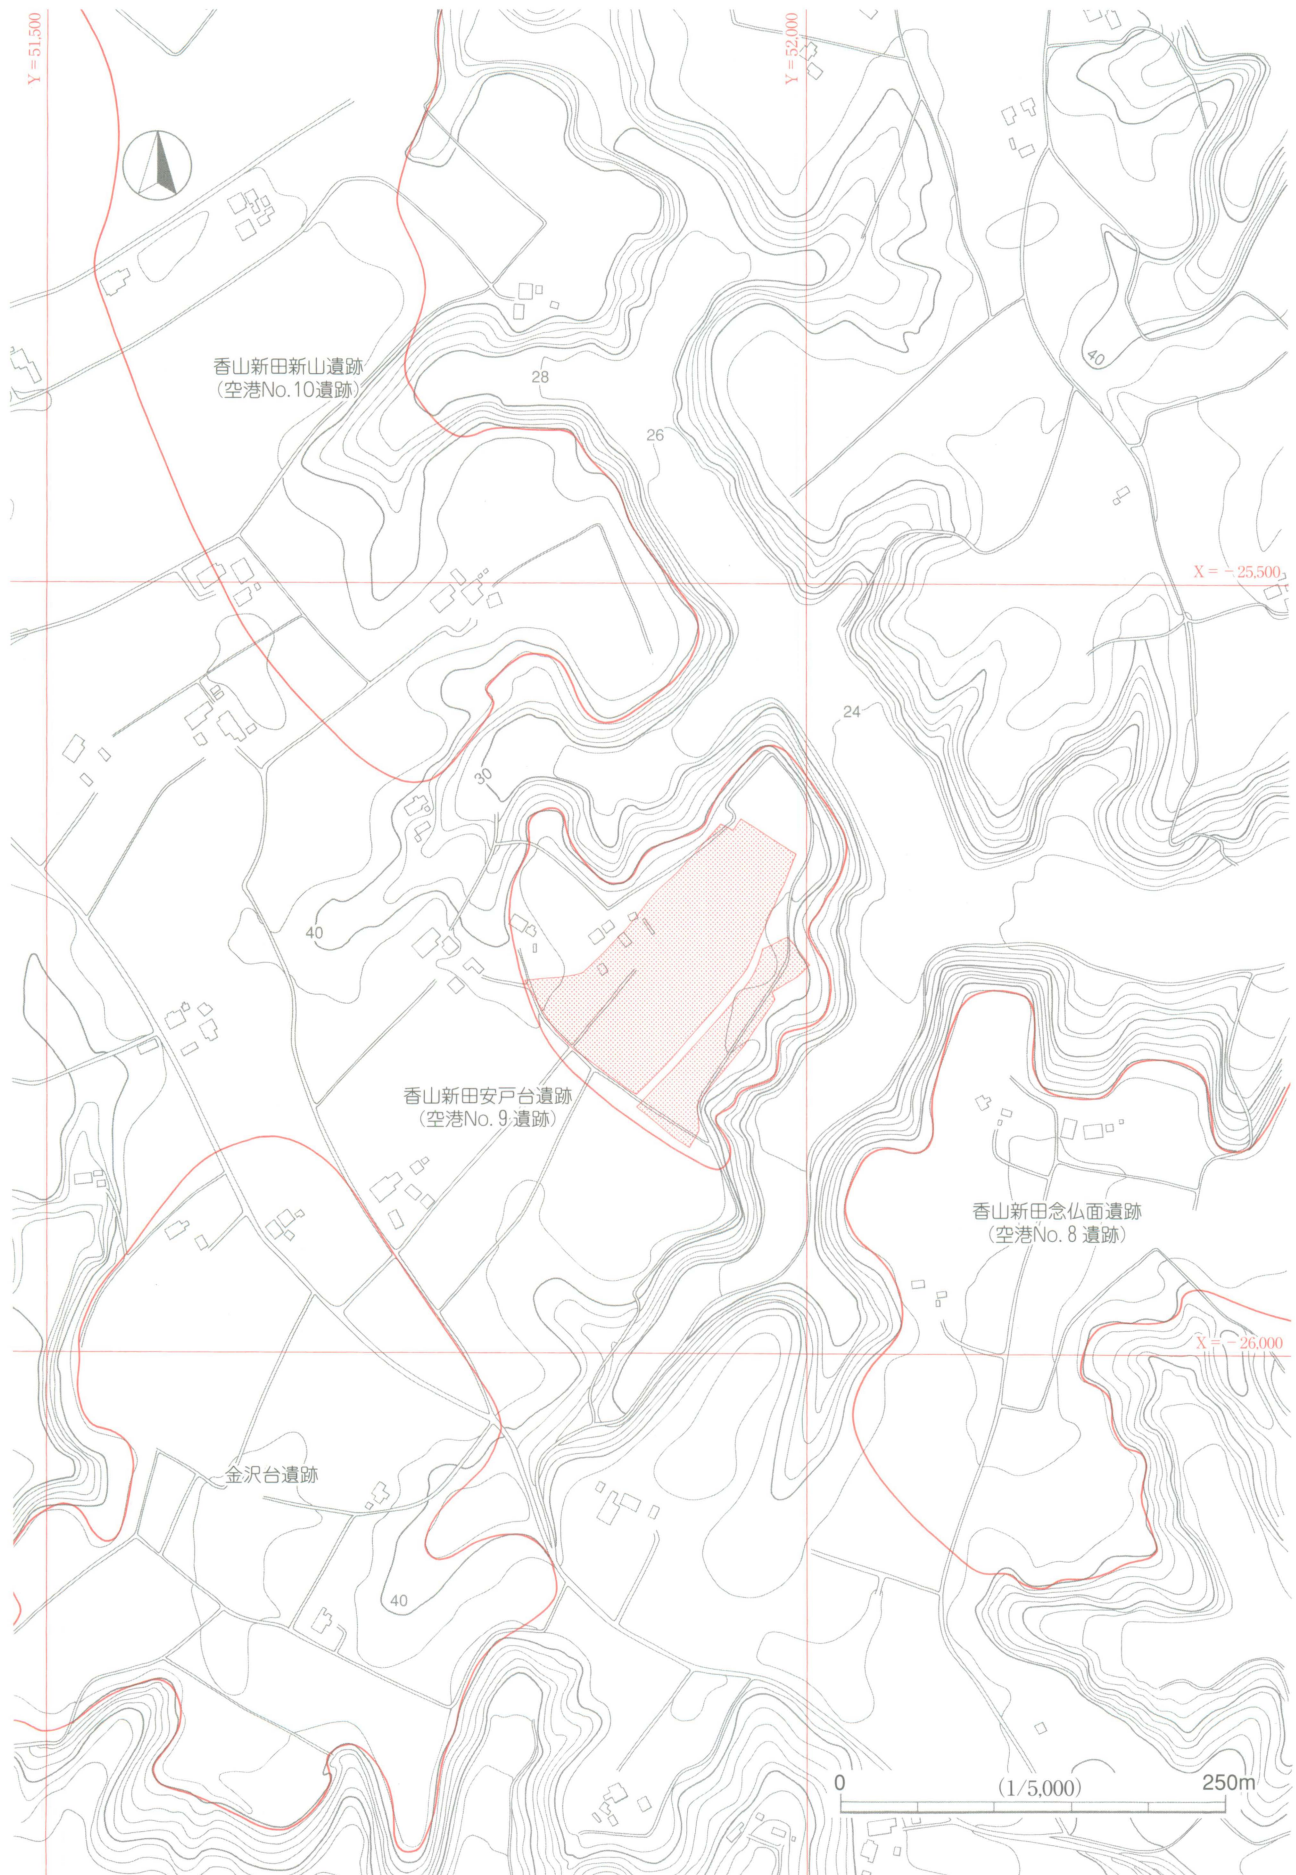 Y = 51,500
Y = 52,000
40
香山新田新山遺跡
(空港No.10遺跡)
28
26
X = －25,500
24
30
40
香山新田安戸台遺跡
(空港No.9遺跡)
香山新田念仏面遺跡
(空港No.8遺跡)
X = －26,000
金沢台遺跡
40
0 (1/5,000) 250m